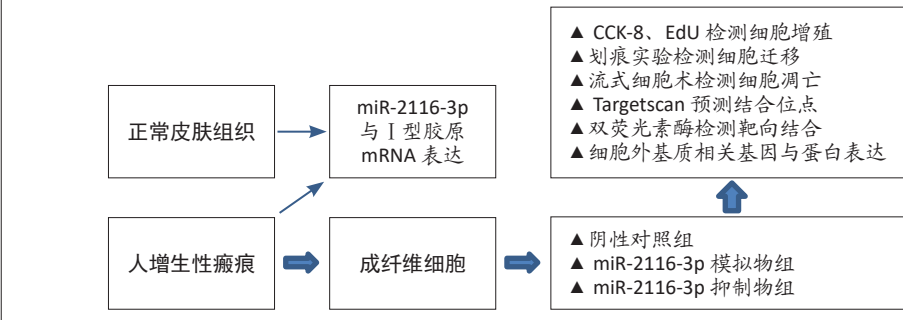 ▲ CCK-8、EdU 检测细胞增殖
▲划痕实验检测细胞迁移
▲流式细胞术检测细胞凋亡
▲ Targetscan 预测结合位点
▲双荧光素酶检测靶向结合
▲细胞外基质相关基因与蛋白表达
正常皮肤组织
miR-2116-3p
与Ⅰ型胶原
mRNA 表达
人增生性瘢痕
成纤维细胞
▲阴性对照组
▲ miR-2116-3p 模拟物组
▲ miR-2116-3p 抑制物组